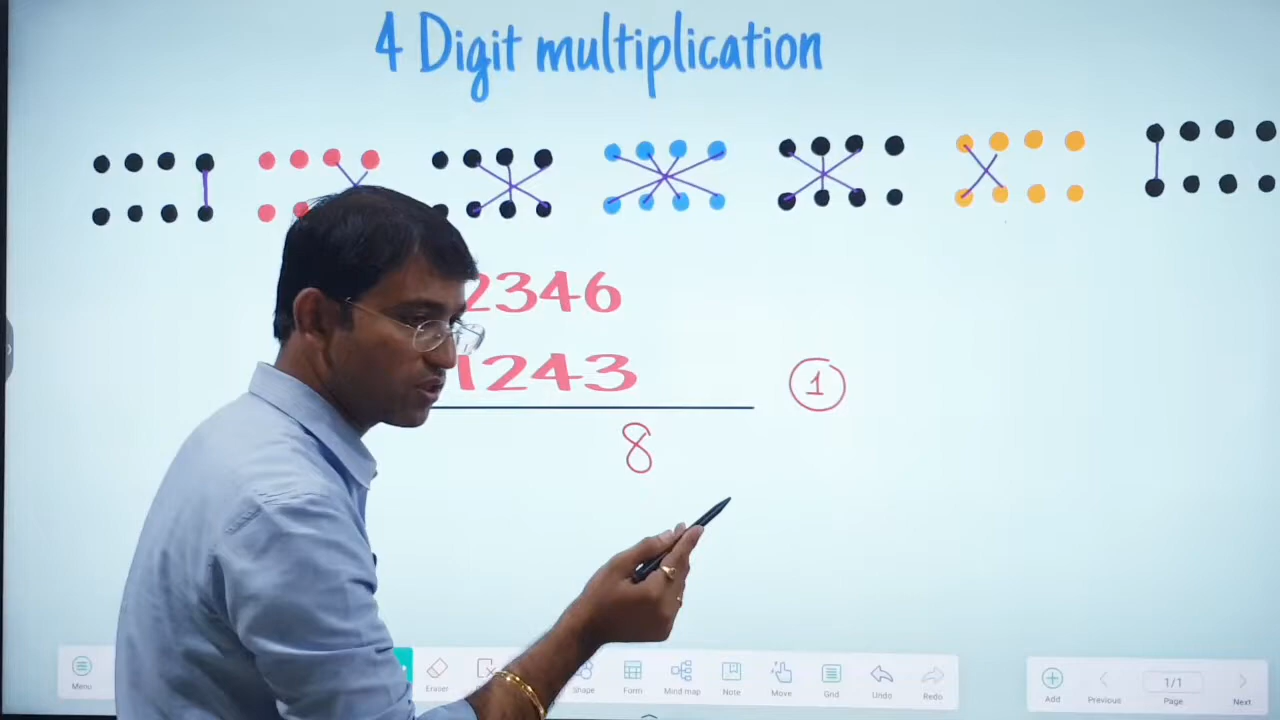 4 Digit multiplication
2346
1243
1
8
Menu
Eraser
Shape
Form
Mind map
Note
Move
Grid
Undo
Redo
Add
Previous
1/1
Page
Next